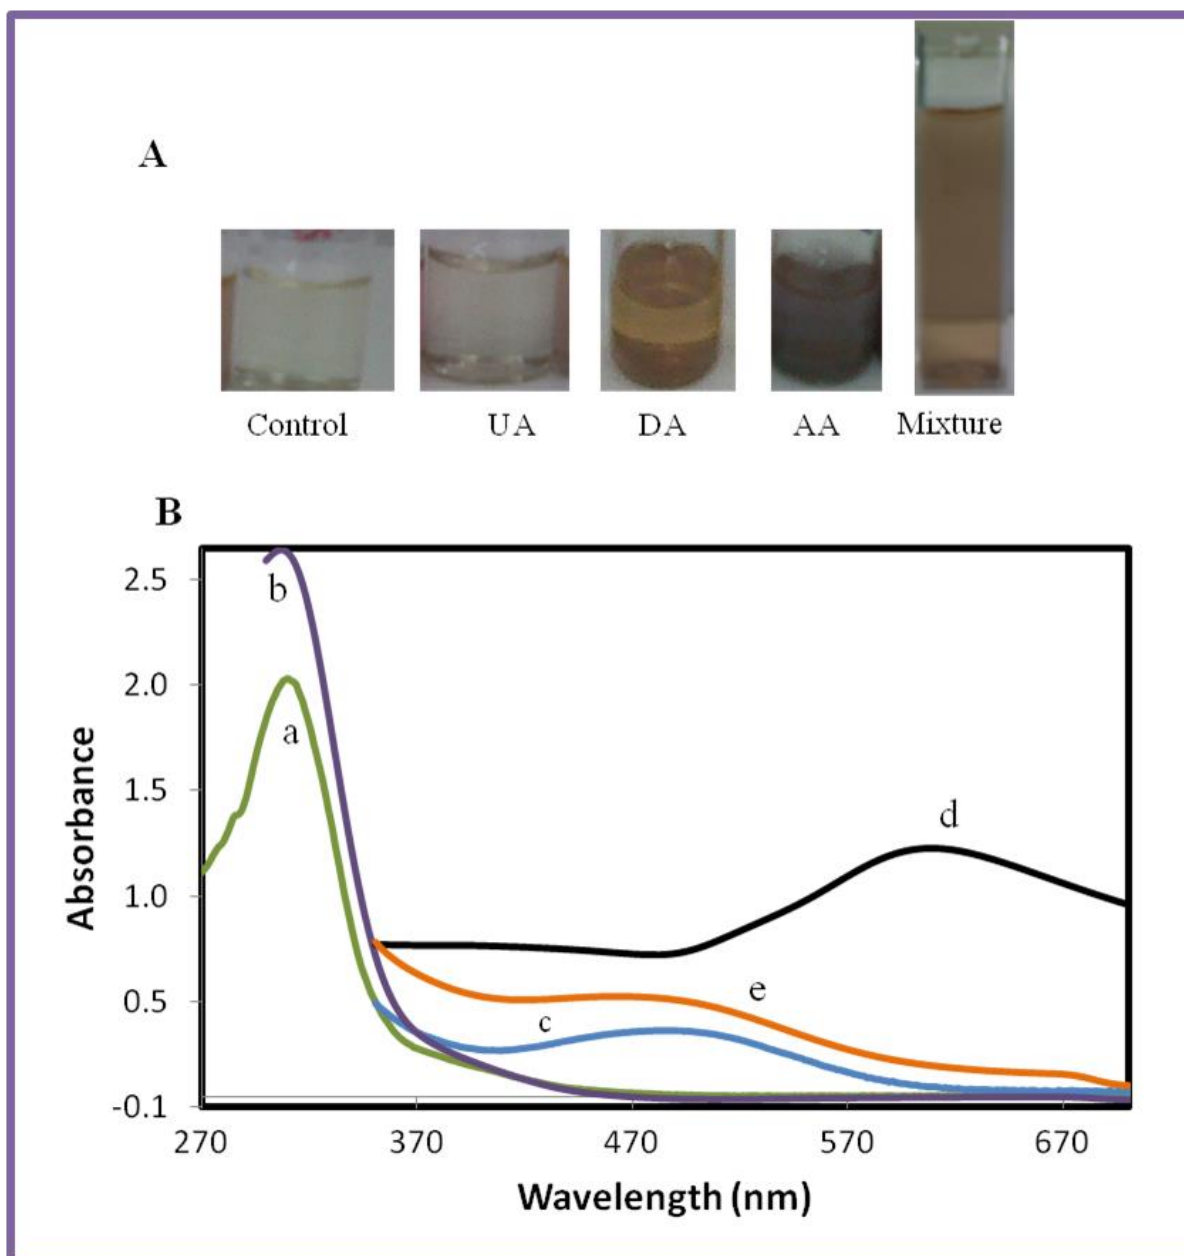 A
Control UA DA AA Mixture
B
2.5
2.0
1.5
1.0
0.5
-0.1
270 370 470 570 670
Absorbance
Wavelength (nm)
b
a
d
e
c